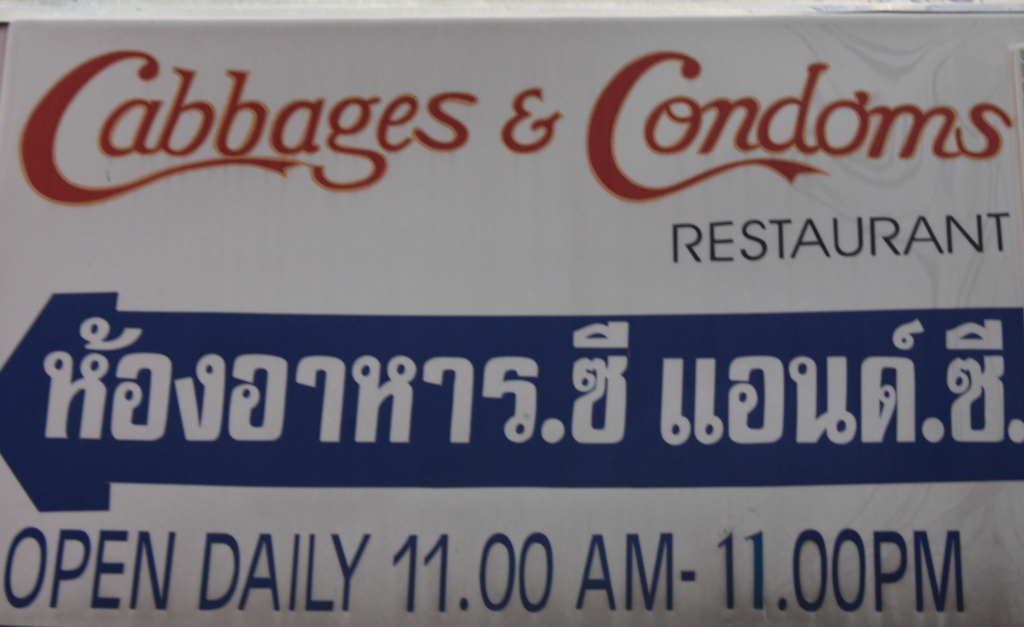 Cabbages & Condoms
RESTAURANT
ห้องอาหาร.ซี แอนด์.ซี.
OPEN DAILY 11.00 AM- 11.00PM